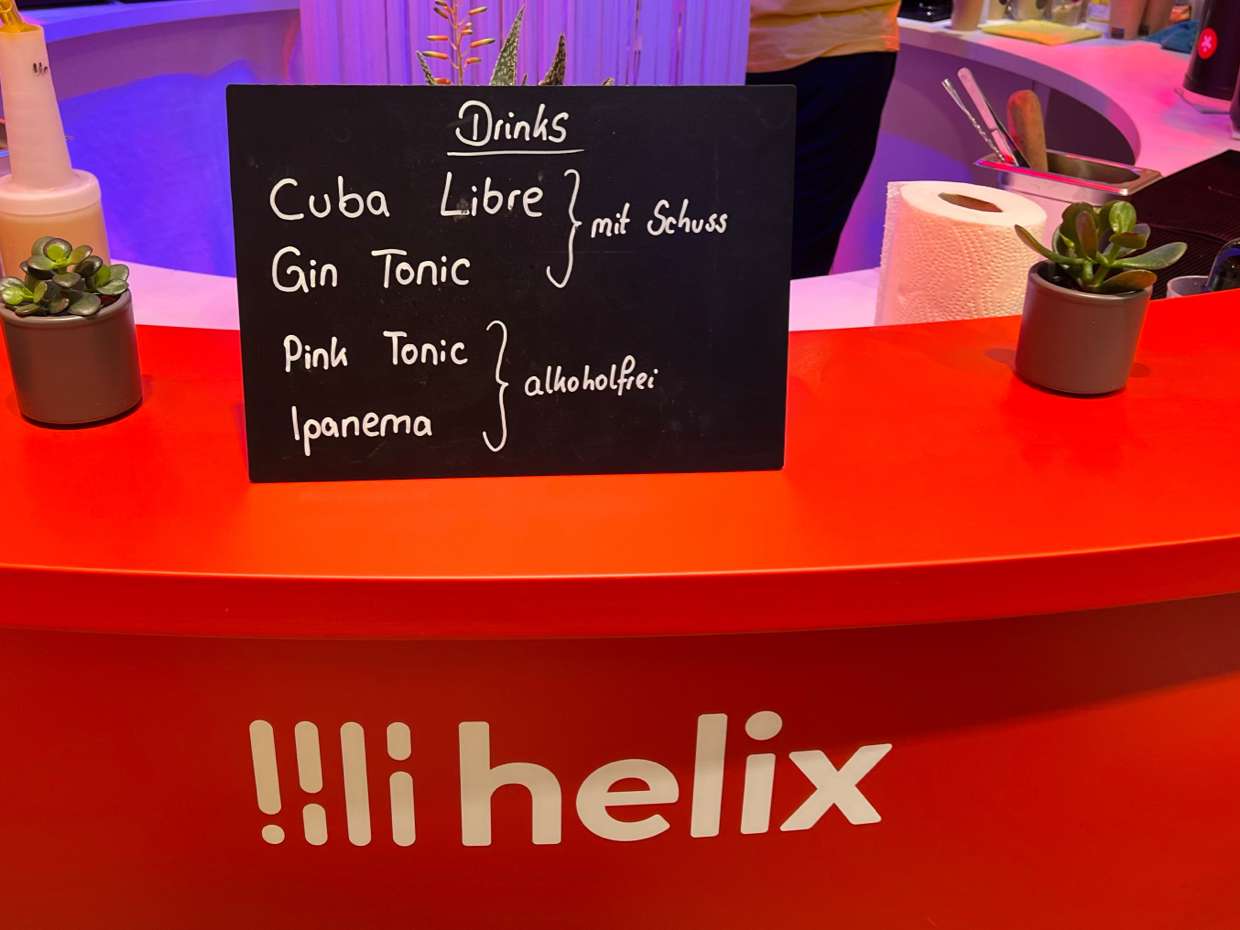 Drinks
Cuba Libre } mit Schuss
Gin Tonic
Pink Tonic } alkoholfrei
Ipanema
helix